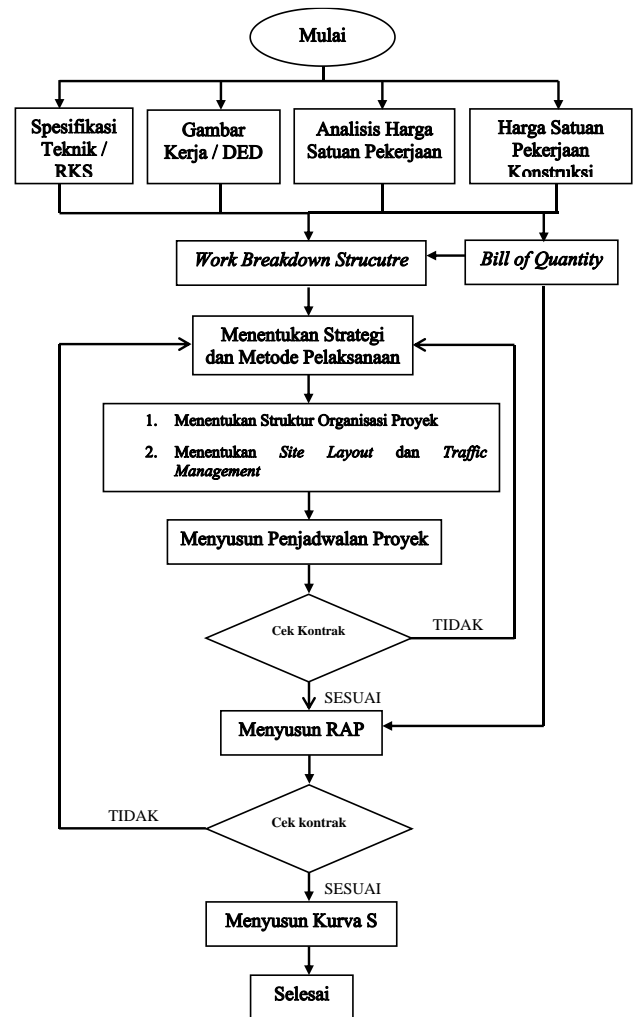 Mulai
Spesifikasi
Teknik /
RKS
Gambar
Kerja / DED
Analisis Harga
Satuan Pekerjaan
Harga Satuan
Pekerjaan
Konstruksi
Work Breakdown Strucutre
Bill of Quantity
Menentukan Strategi
dan Metode Pelaksanaan
1. Menentukan Struktur Organisasi Proyek
2. Menentukan Site Layout dan Traffic
Management
Menyusun Penjadwalan Proyek
Cek Kontrak
TIDAK
SESUAI
Menyusun RAP
TIDAK
Cek kontrak
SESUAI
Menyusun Kurva S
Selesai